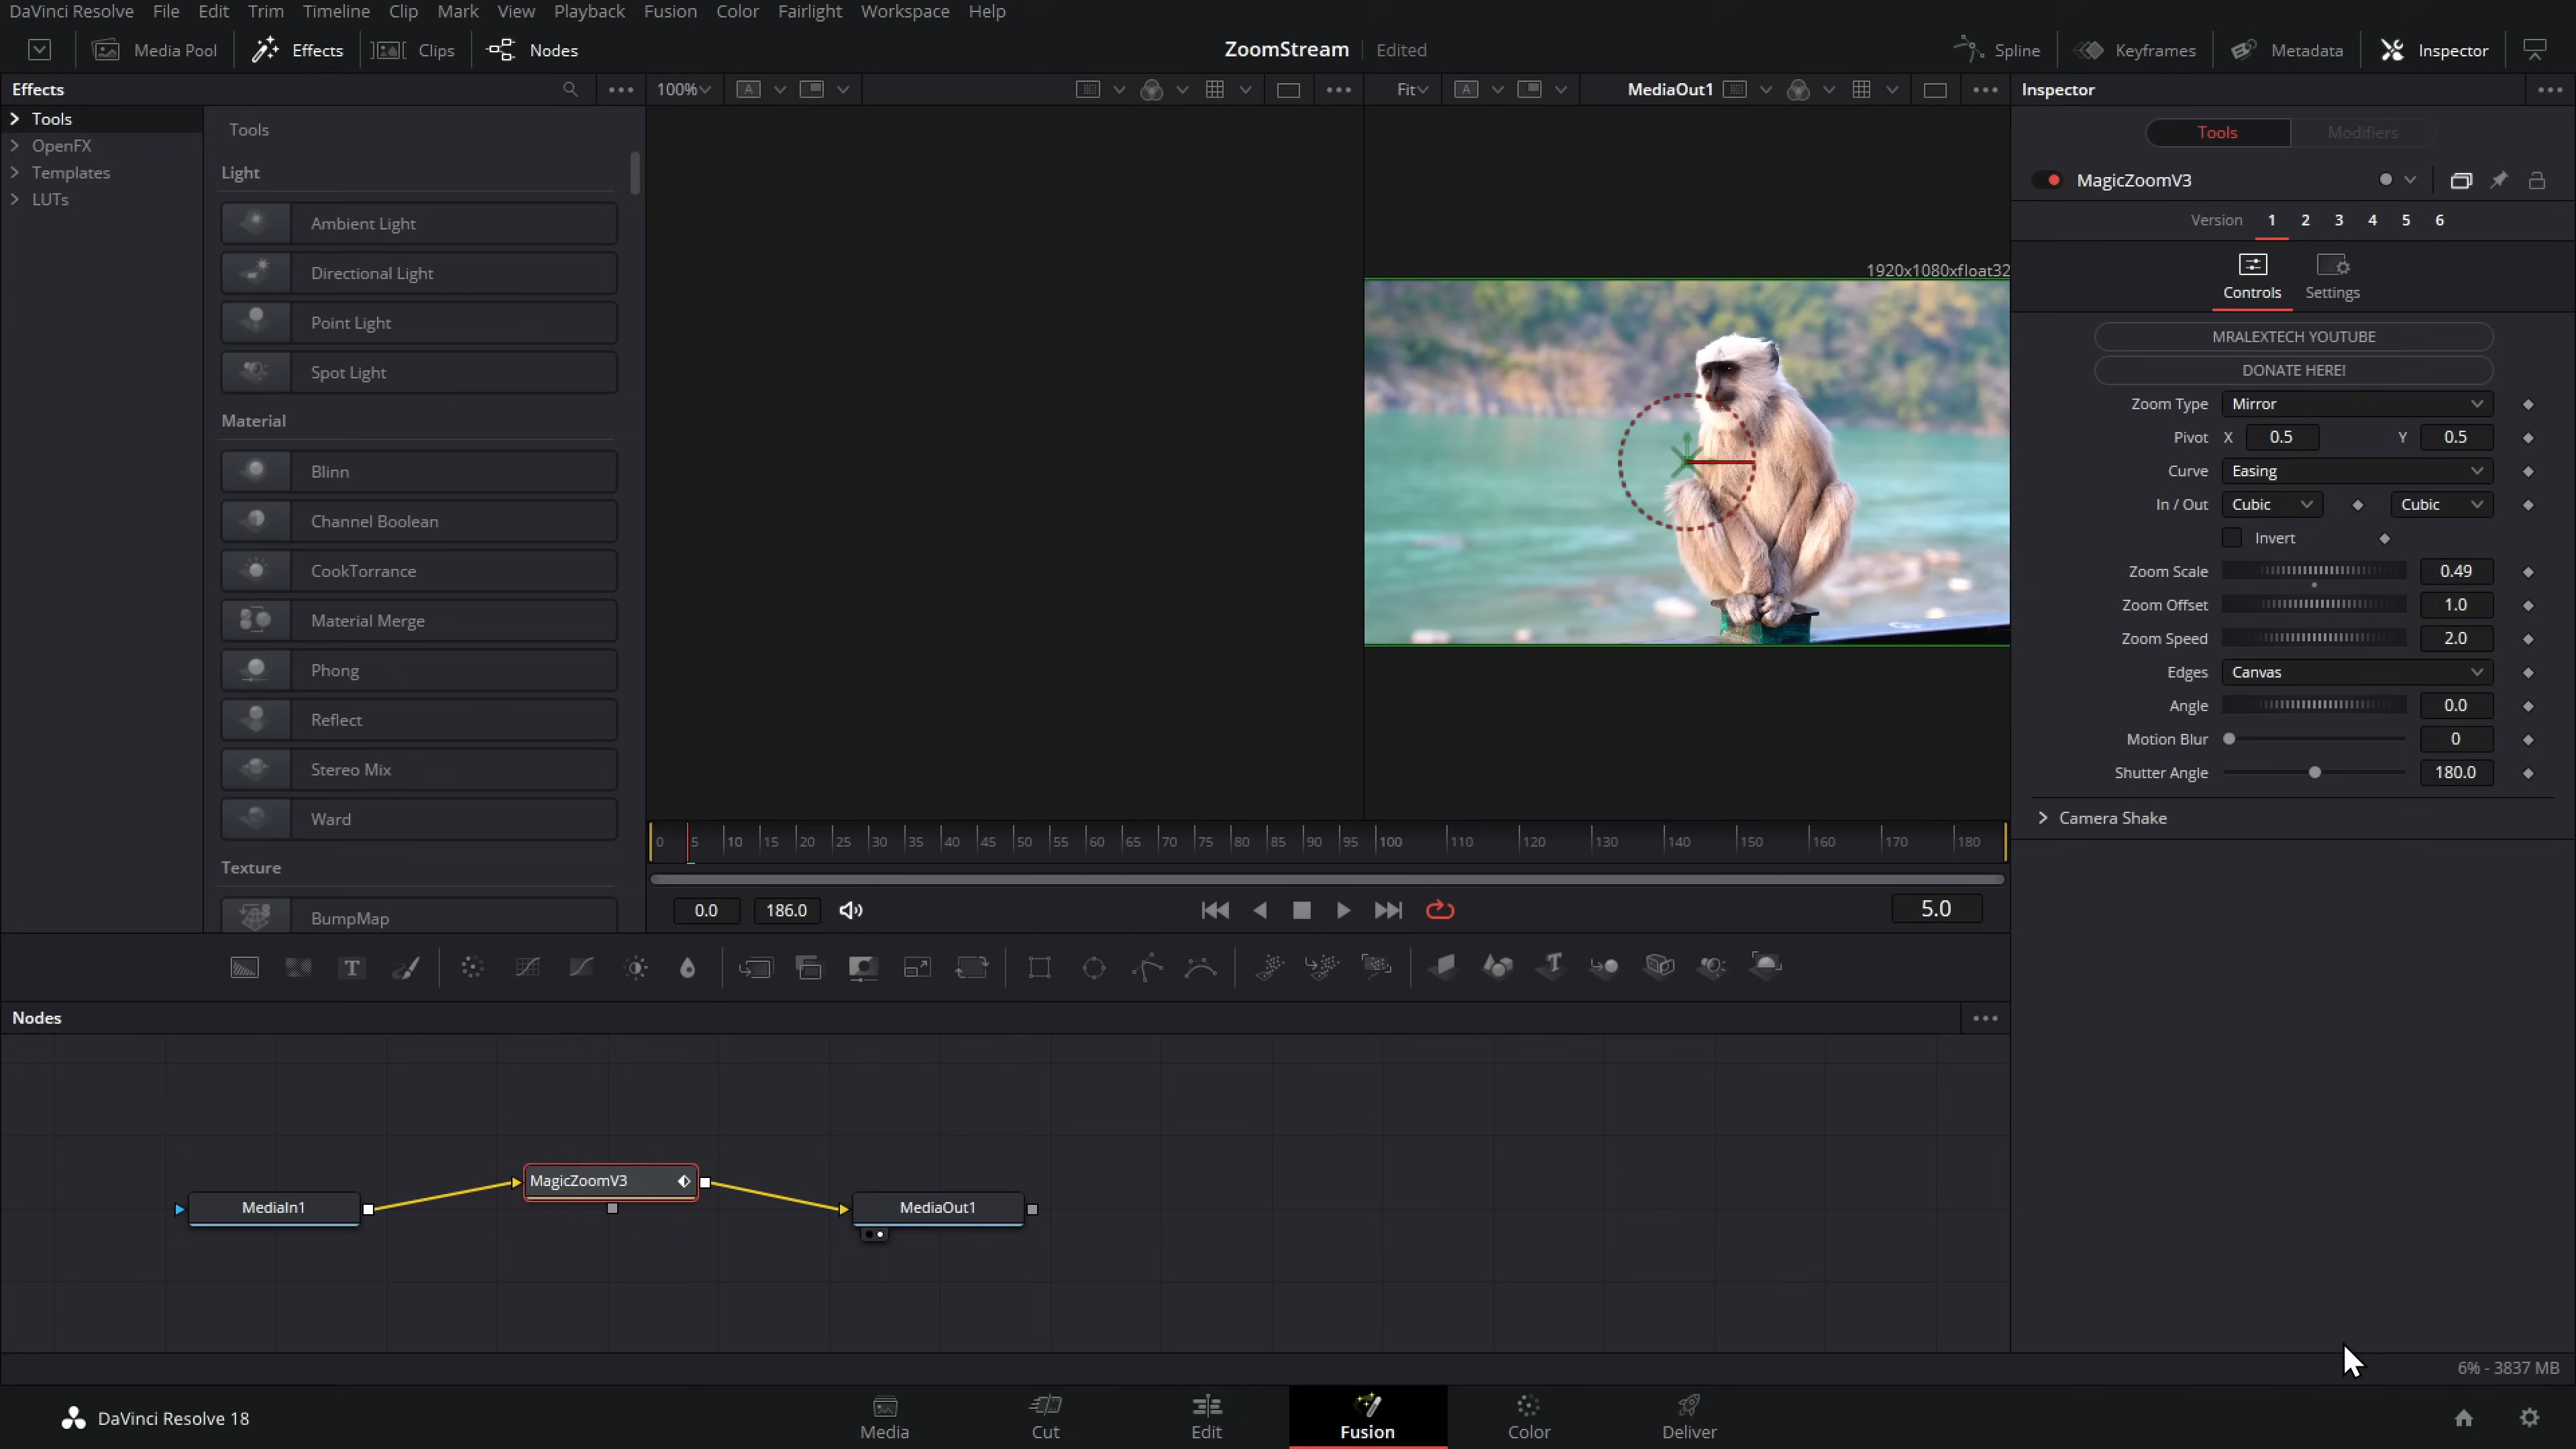 DaVinci Resolve File Edit Trim Timeline Clip Mark View Playback Fusion Color Fairlight Workspace Help
Media Pool Effects Clips Nodes ZoomStream Edited Spline Keyframes Metadata Inspector
Effects 100% A Fit A MediaOut1 Inspector
Tools
OpenFX
Templates
LUTs
Tools
Light
Ambient Light
Directional Light
Point Light
Spot Light
Material
Blinn
Channel Boolean
CookTorrance
Material Merge
Phong
Reflect
Stereo Mix
Ward
Texture
BumpMap
1920x1080xfloat32
0 5 10 15 20 25 30 35 40 45 50 55 60 65 70 75 80 85 90 95 100 110 120 130 140 150 160 170 180
0.0 186.0 5.0
T T
Tools Modifiers
MagicZoomV3
Version 1 2 3 4 5 6
Controls Settings
MRALEXTECH YOUTUBE
DONATE HERE!
Zoom Type Mirror
Pivot X 0.5 Y 0.5
Curve Easing
In / Out Cubic Cubic
Invert
Zoom Scale 0.49
Zoom Offset 1.0
Zoom Speed 2.0
Edges Canvas
Angle 0.0
Motion Blur 0
Shutter Angle 180.0
Camera Shake
Nodes
MediaIn1 MagicZoomV3 MediaOut1
6% - 3837 MB
DaVinci Resolve 18
Media Cut Edit Fusion Color Deliver